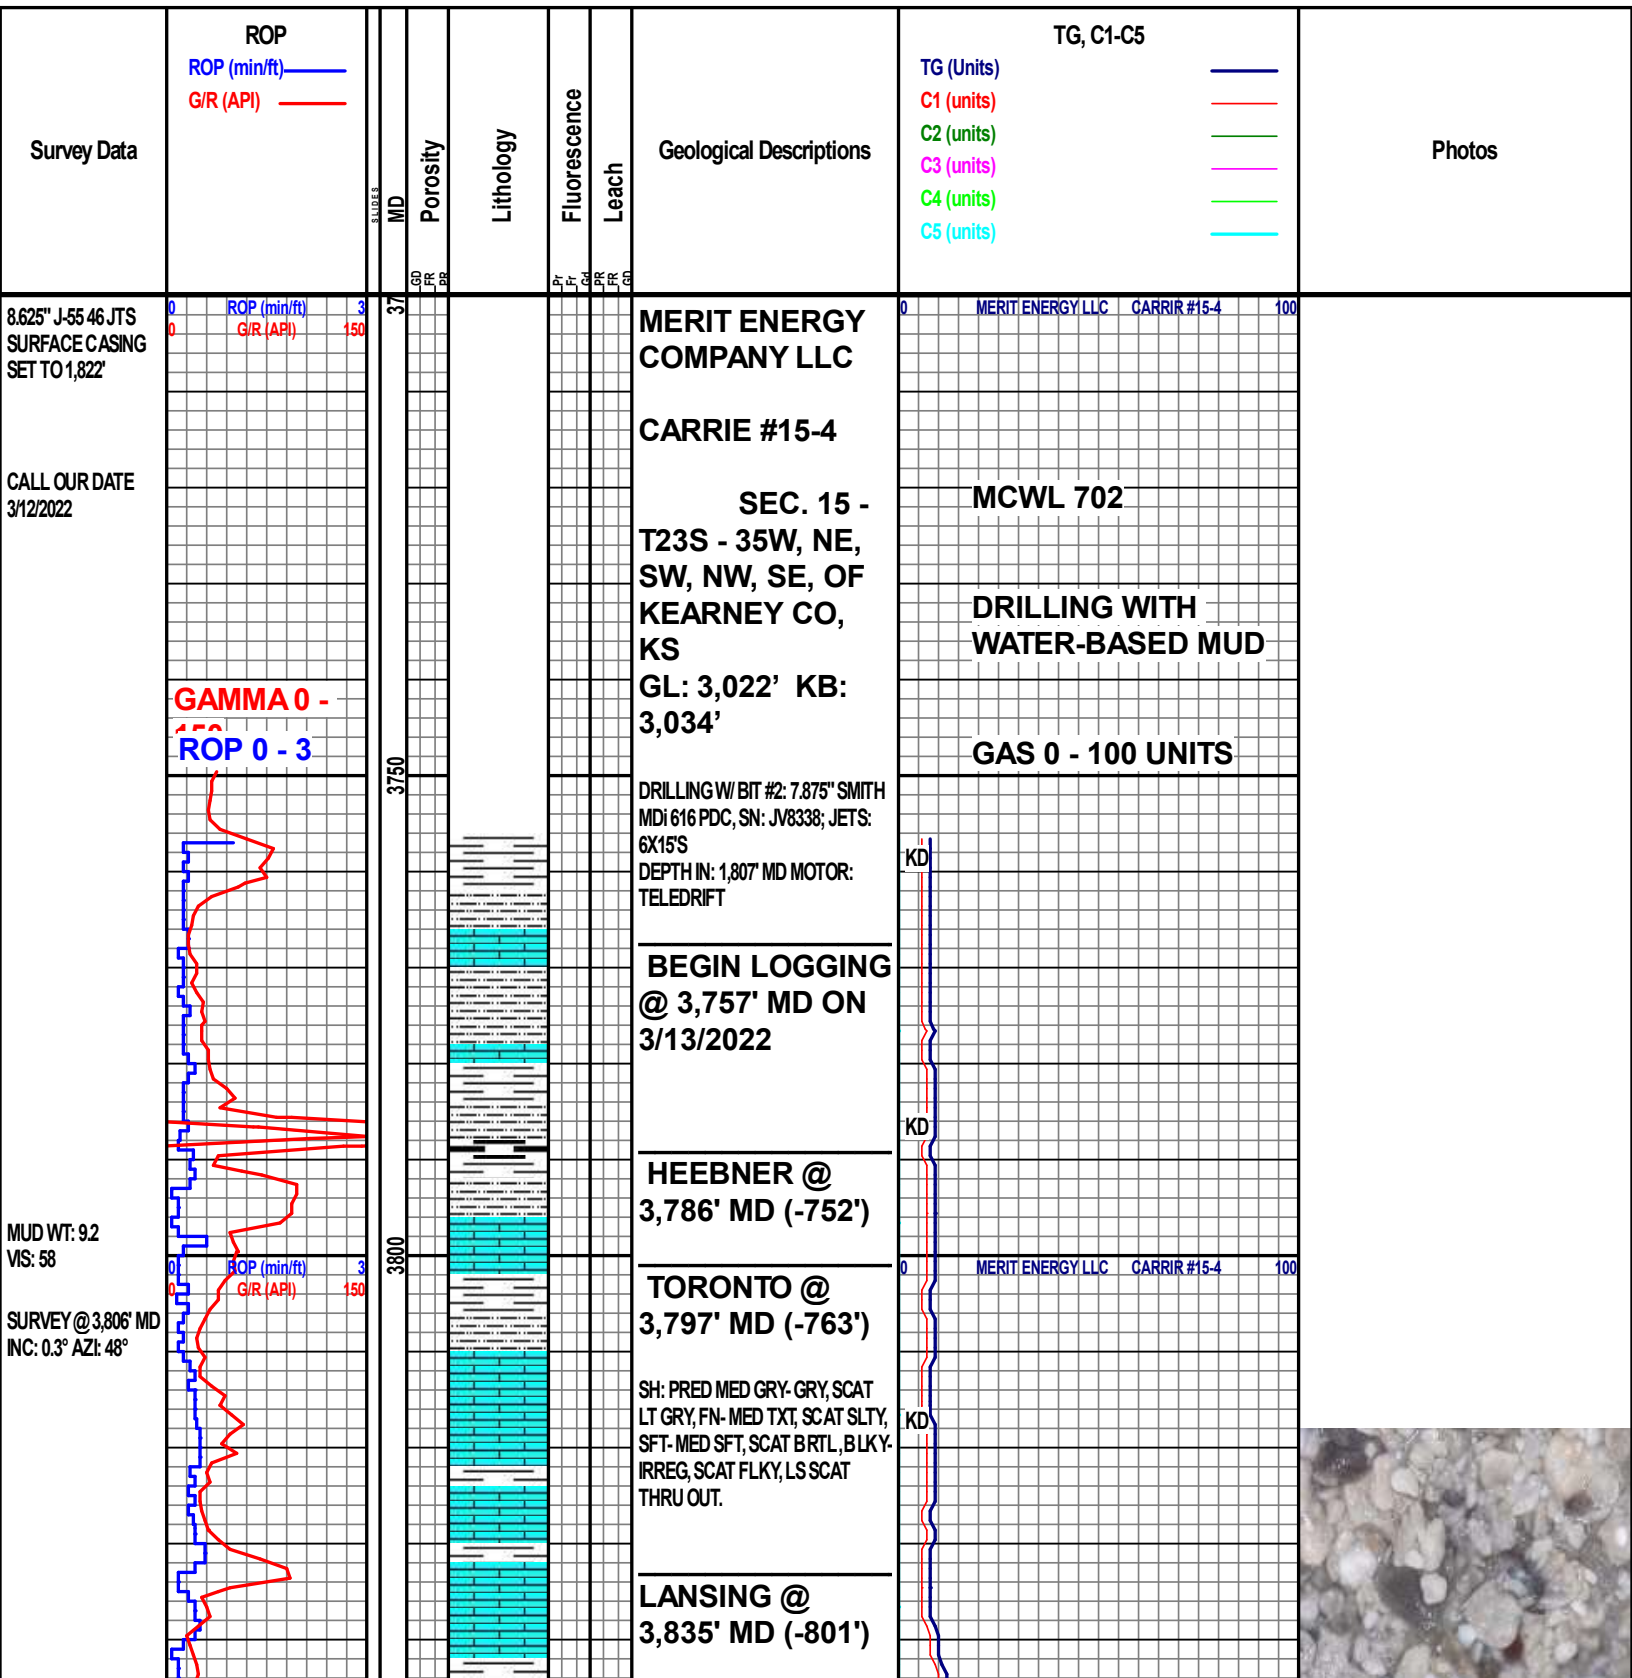 ROP
ROP (min/ft)
G/R (API)
Survey Data
SLIDES
MD
Porosity
GD
FR
PR
Lithology
Fluorescence
Pr
Fr
Gd
Leach
PR
FR
GD
Geological Descriptions
TG, C1-C5
TG (Units)
C1 (units)
C2 (units)
C3 (units)
C4 (units)
C5 (units)
Photos
8.625" J-55 46 JTS
SURFACE CASING
SET TO 1,822'
CALL OUR DATE
3/12/2022
MUD WT: 9.2
VIS: 58
SURVEY @ 3,806' MD
INC: 0.3° AZI: 48°
0 ROP (min/ft) 3
0 G/R (API) 150
GAMMA 0 -
150
ROP 0 - 3
0 ROP (min/ft) 3
0 G/R (API) 150
37
3750
3800
MERIT ENERGY
COMPANY LLC
CARRIE #15-4
SEC. 15 -
T23S - 35W, NE,
SW, NW, SE, OF
KEARNEY CO,
KS
GL: 3,022' KB:
3,034'
DRILLING W/ BIT #2: 7.875" SMITH
MDi 616 PDC, SN: JV8338; JETS:
6X15'S
DEPTH IN: 1,807' MD MOTOR:
TELEDRIFT
BEGIN LOGGING
@ 3,757' MD ON
3/13/2022
HEEBNER @
3,786' MD (-752')
TORONTO @
3,797' MD (-763')
SH: PRED MED GRY- GRY, SCAT
LT GRY, FN- MED TXT, SCAT SLTY,
SFT- MED SFT, SCAT BRTL, BLKY-
IRREG, SCAT FLKY, LS SCAT
THRU OUT.
LANSING @
3,835' MD (-801')
0 MERIT ENERGY LLC CARRIR #15-4 100
MCWL 702
DRILLING WITH
WATER-BASED MUD
GAS 0 - 100 UNITS
KD
KD
0 MERIT ENERGY LLC CARRIR #15-4 100
KD